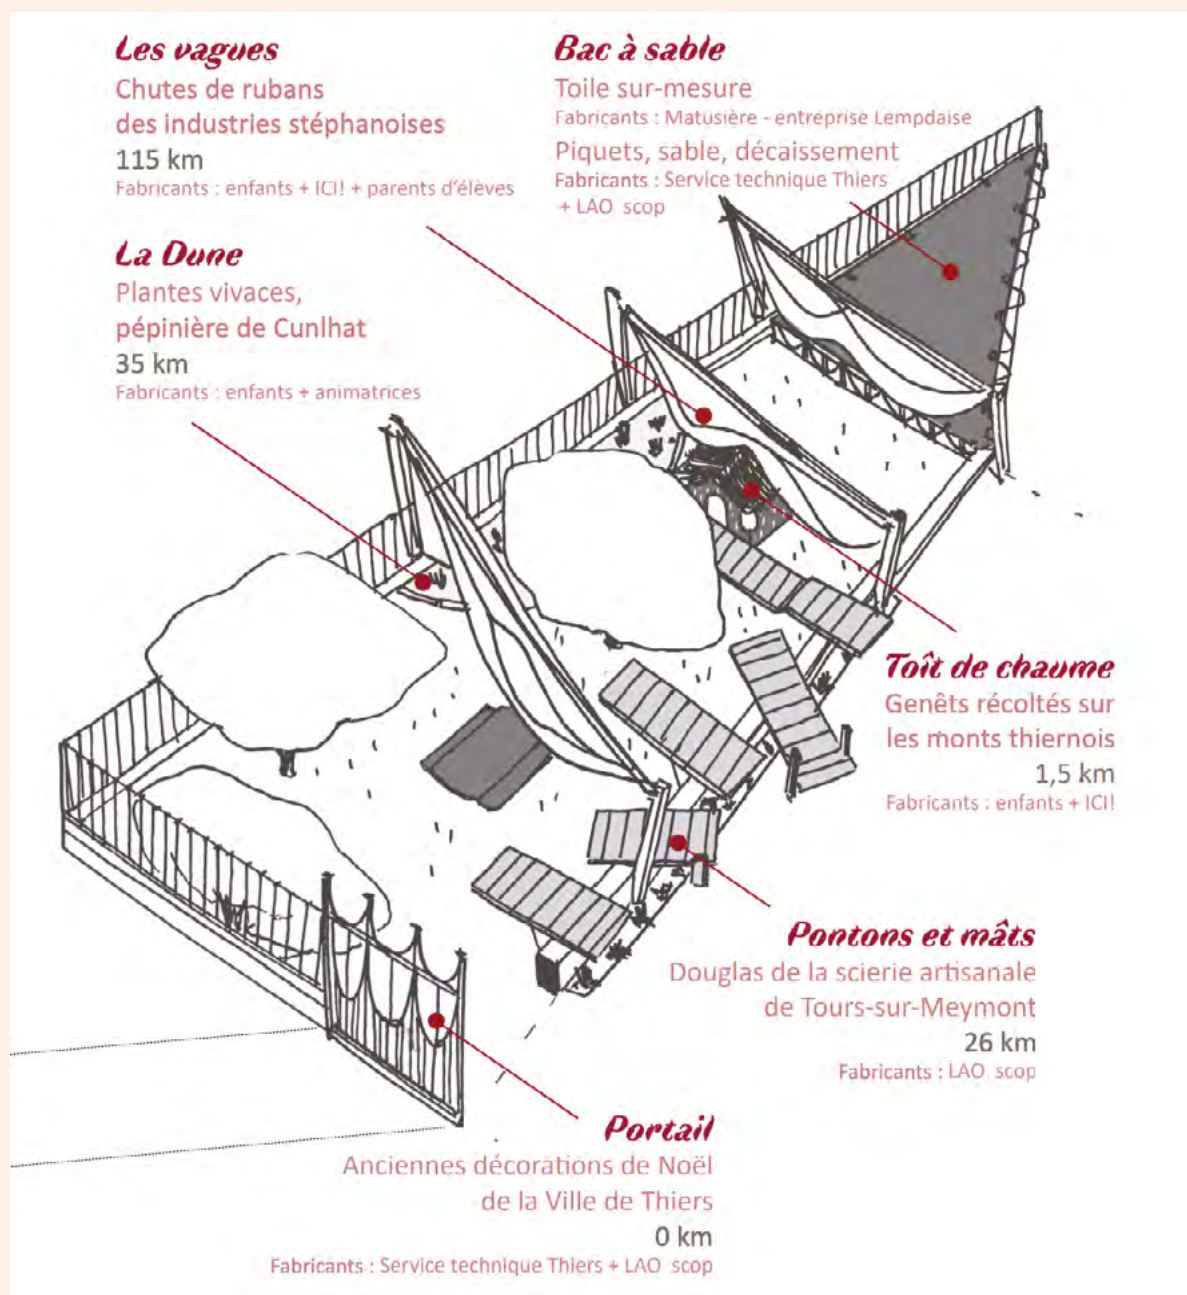 Les vagues
Chutes de rubans
des industries stéphanoises
115 km
Fabricants : enfants + ICI! + parents d'élèves
Bac à sable
Toile sur-mesure
Fabricants : Matusière - entreprise Lempdaise
Piquets, sable, décaissement
Fabricants : Service technique Thiers
+ LAO scop
La Dune
Plantes vivaces,
pépinière de Cunlhat
35 km
Fabricants : enfants + animatrices
Toît de chaume
Genêts récoltés sur
les monts thiernois
1,5 km
Fabricants : enfants + ICI!
Pontons et mâts
Douglas de la scierie artisanale
de Tours-sur-Meymont
26 km
Fabricants : LAO scop
Portail
Anciennes décorations de Noël
de la Ville de Thiers
0 km
Fabricants : Service technique Thiers + LAO scop